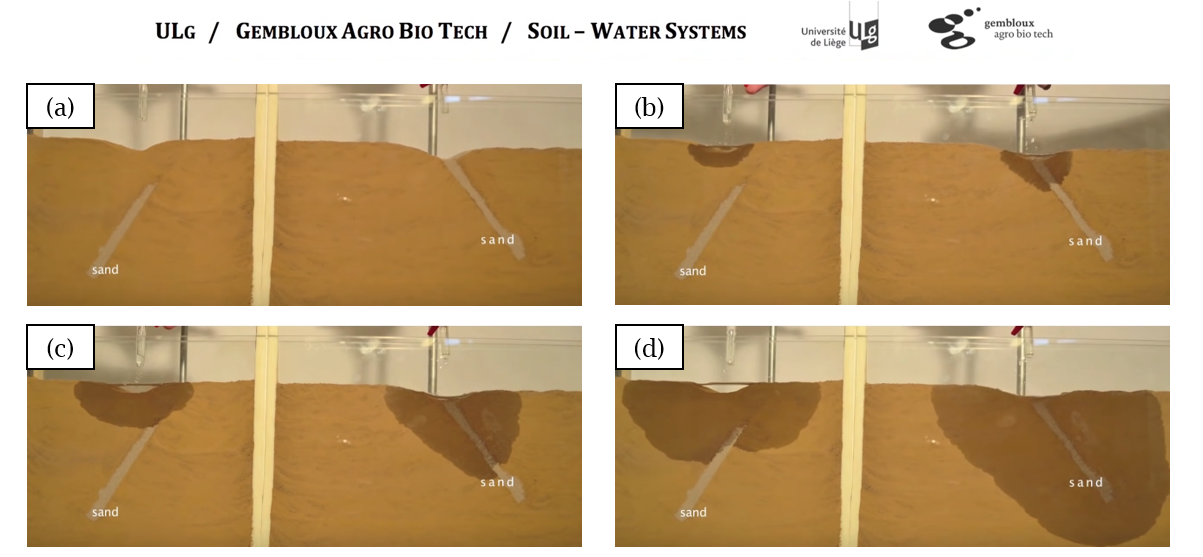 ULG / GEMBLOUX AGRO BIO TECH / SOIL – WATER SYSTEMS
Université
de Liège
ULg
gembloux
agro bio tech
(a)
sand
sand
(b)
sand
sand
(c)
sand
sand
(d)
sand
sand